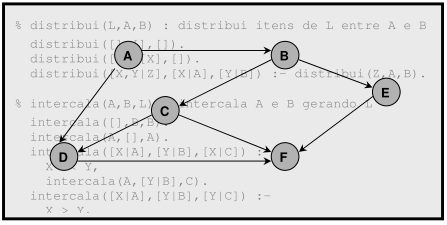 % distribui(L,A,B) : distribui itens de L entre A e B
distribui([ ],[]).
A
B
distribui([ X],[]).
distribui([X,Y|Z],[X|A],[Y|B]) :- distribui(Z,A,B).
E
% intercala(A,B,L) intercala A e B gerando L
C
intercala([],B,B).
intercala(A,[],A).
intercala([X|A],[Y|B],[X|C]) :-
D
F
Y,
intercala(A,[Y|B],C).
intercala([X|A],[Y|B],[Y|C]) :-
X > Y,